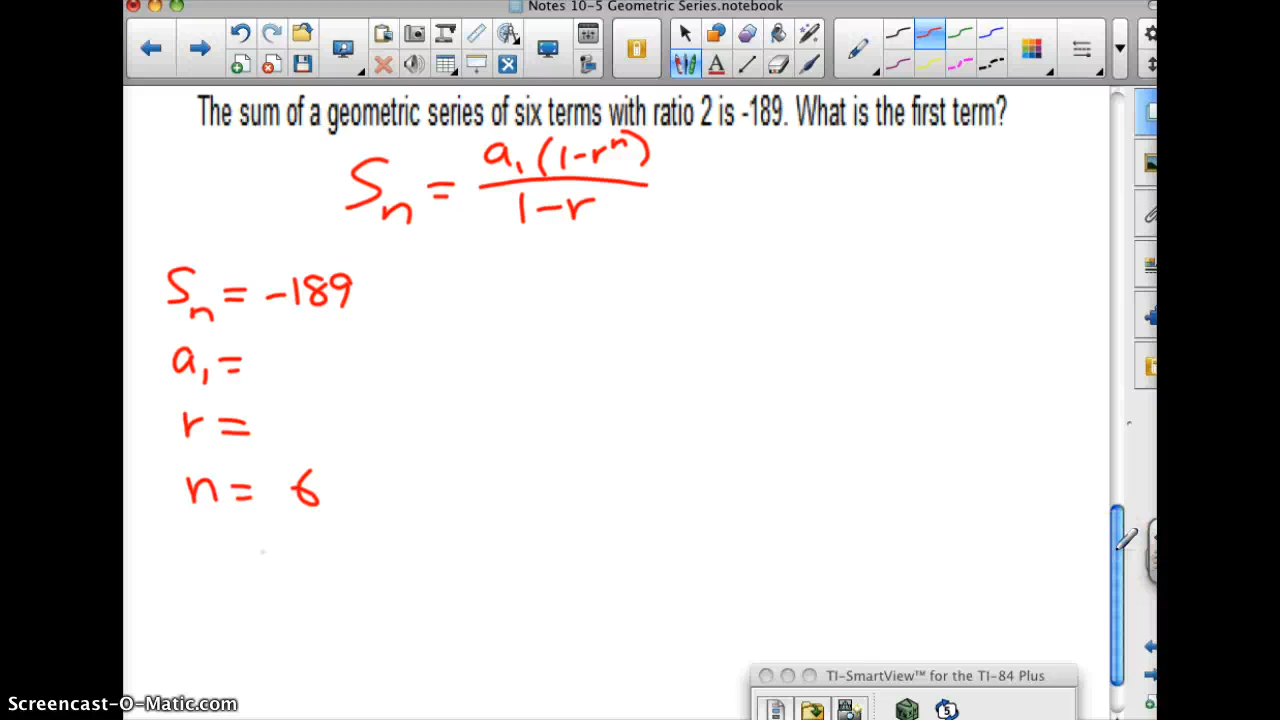 Notes 10-5 Geometric Series.notebook
The sum of a geometric series of six terms with ratio 2 is -189. What is the first term?
Sₙ = a₁(1-rⁿ) / 1-r
Sₙ = -189
a₁ =
r =
n = 6
TI-SmartView™ for the TI-84 Plus
Screencast-O-Matic.com